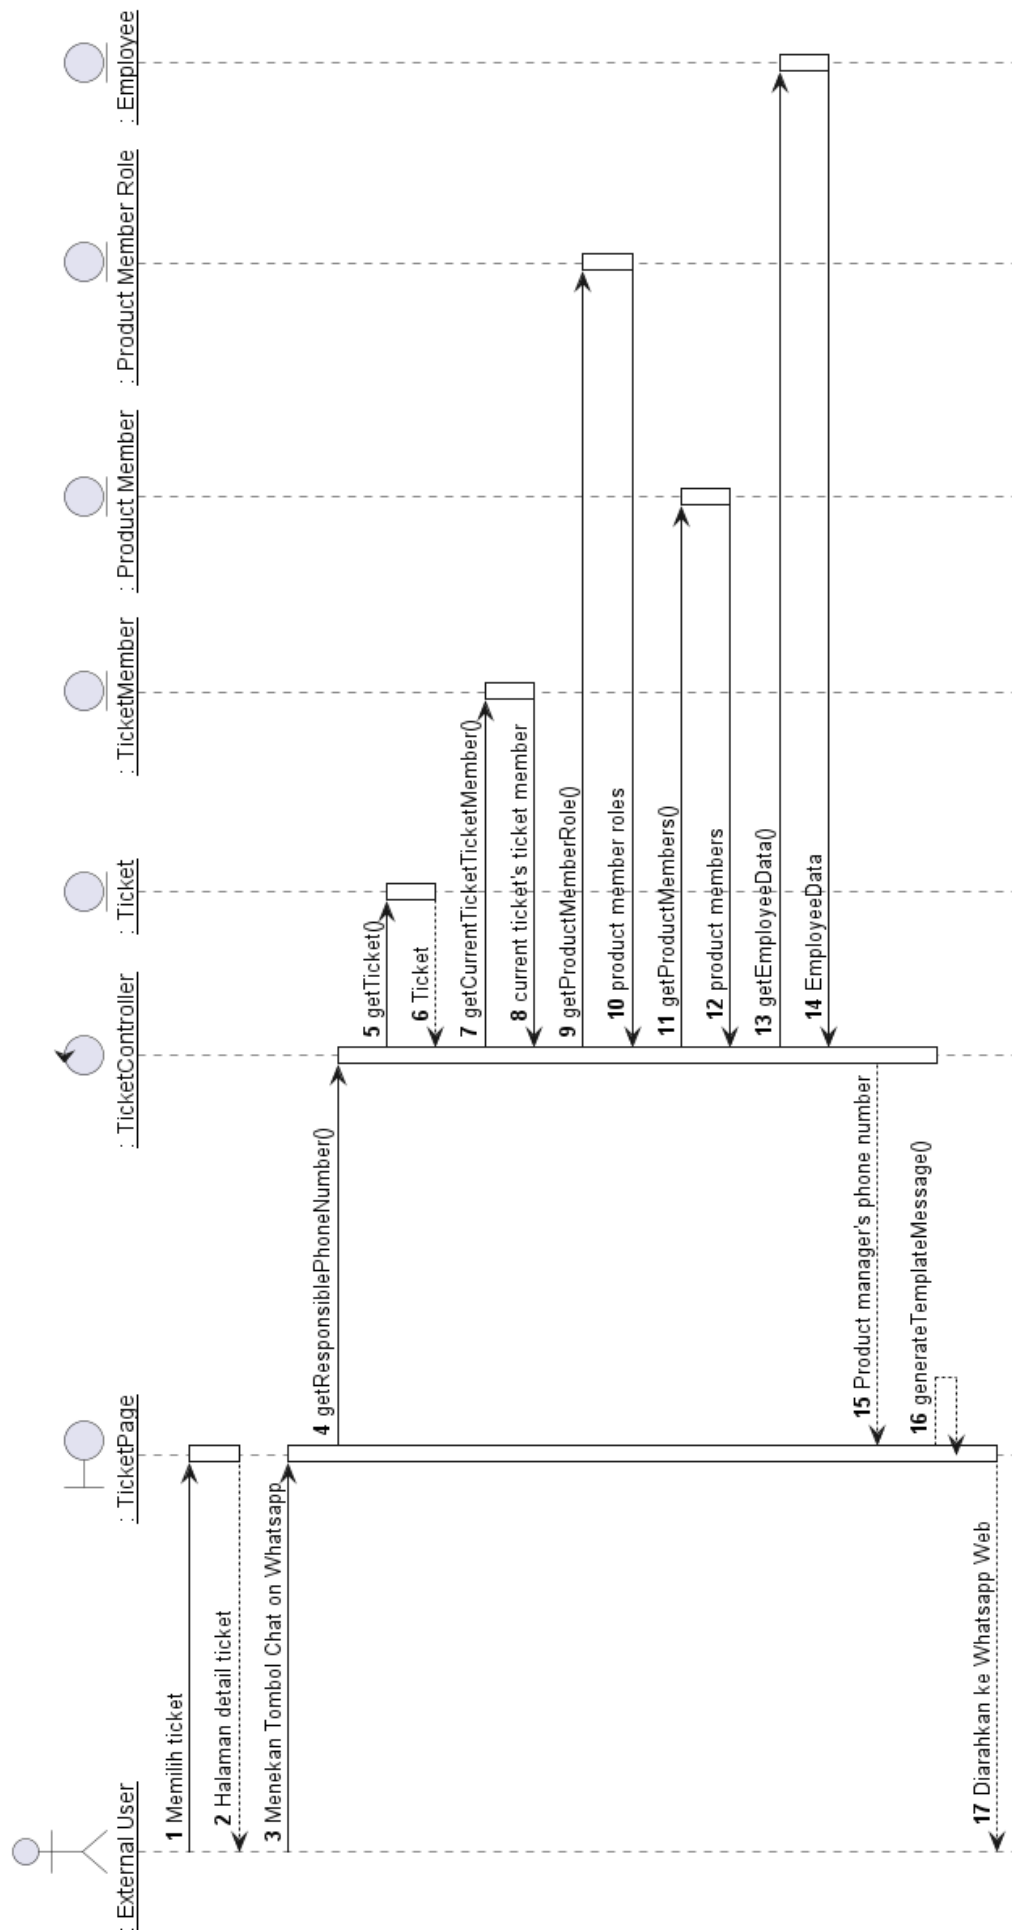 : External User
: TicketPage
: TicketController
: Ticket
: TicketMember
: Product Member
: Product Member Role
: Employee
1 Memilih ticket
2 Halaman detail ticket
3 Menekan Tombol Chat on Whatsapp
4 getResponsiblePhoneNumber()
5 getTicket()
6 Ticket
7 getCurrentTicketTicketMember()
8 current ticket's ticket member
9 getProductMemberRole()
10 product member roles
11 getProductMembers()
12 product members
13 getEmployeeData()
14 EmployeeData
15 Product manager's phone number
16 generateTemplateMessage()
17 Diarahkan ke Whatsapp Web